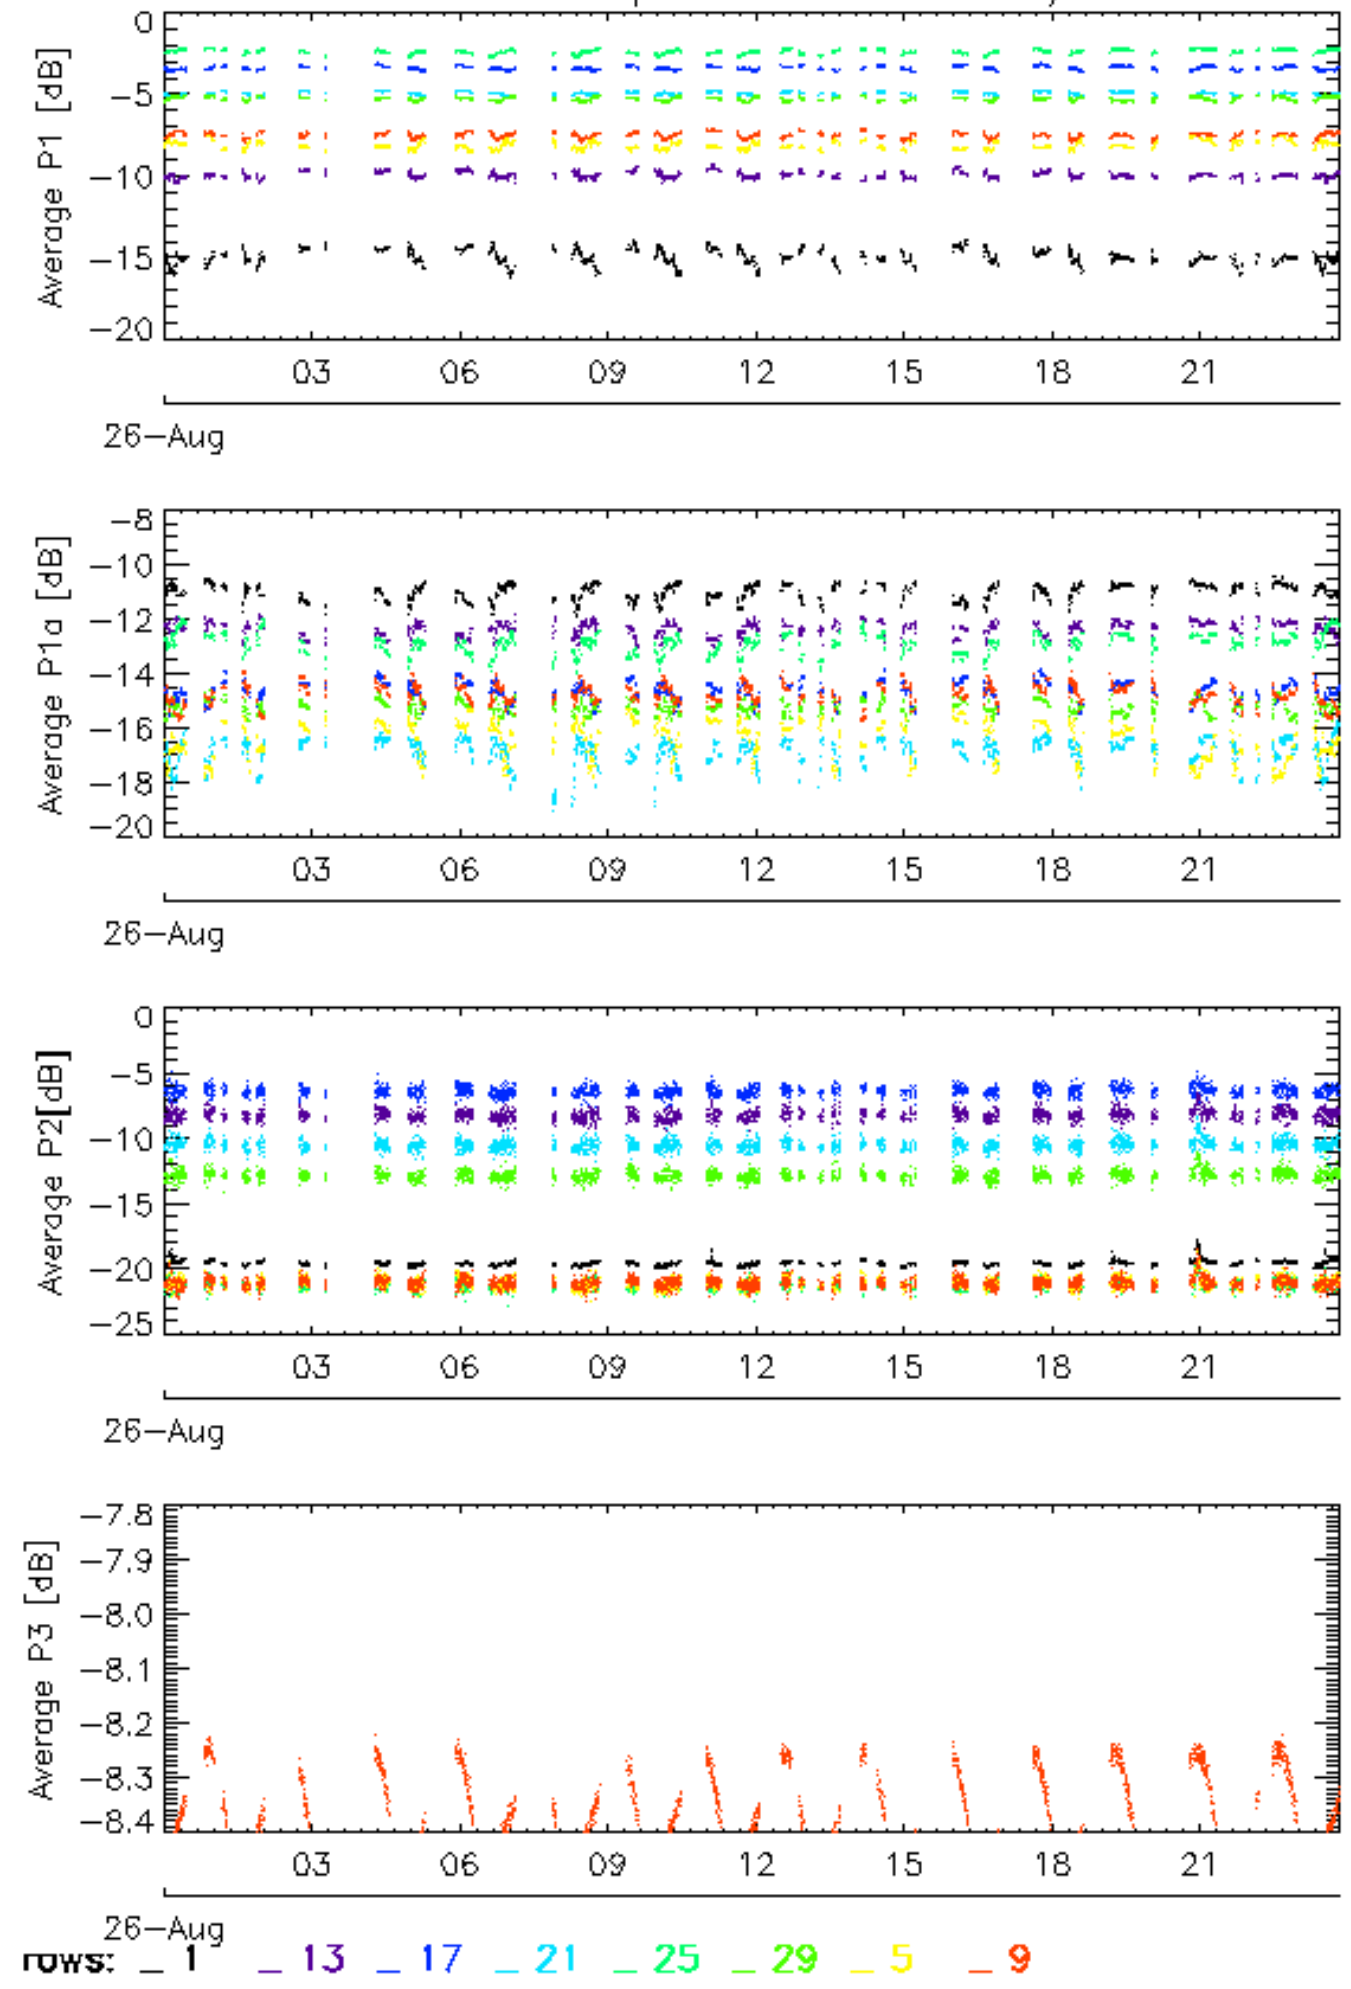 0
−5
−10
−15
−20
Average P1 [dB]
03 06 09 12 15 18 21
26−Aug
−8
−10
−12
−14
−16
−18
−20
Average P1a [dB]
03 06 09 12 15 18 21
26−Aug
0
−5
−10
−15
−20
−25
Average P2[dB]
03 06 09 12 15 18 21
26−Aug
−7.8
−7.9
−8.0
−8.1
−8.2
−8.3
−8.4
Average P3 [dB]
03 06 09 12 15 18 21
26−Aug
rows: _ 1 _ 13 _ 17 _ 21 _ 25 _ 29 _ 5 _ 9